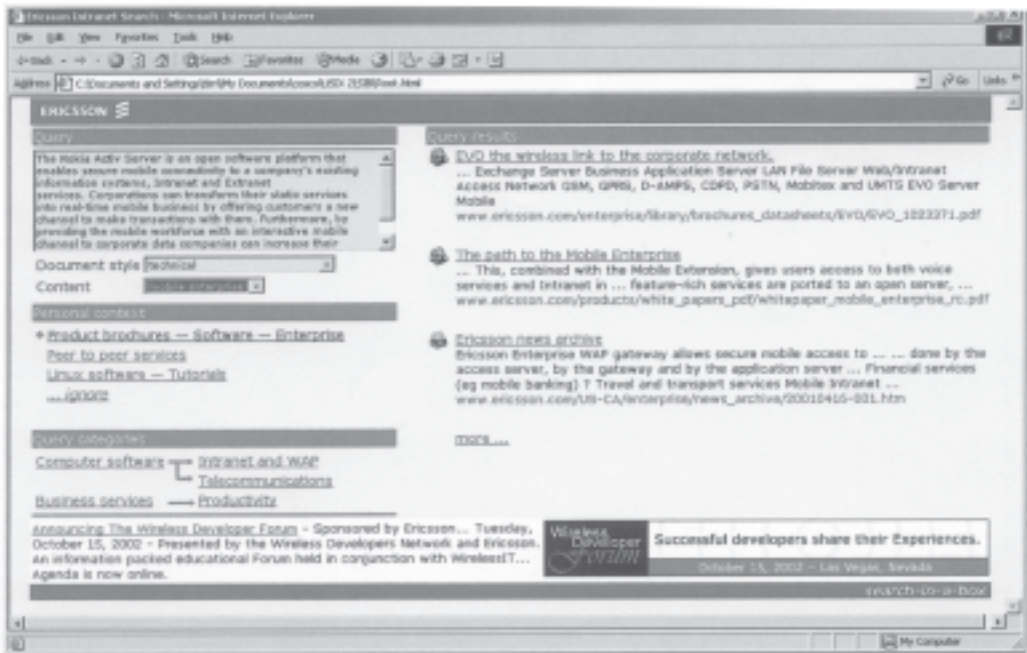 Ericsson Intranet Search - Microsoft Internet Explorer
File Edit View Favorites Tools Help
Back Search Favorites Media
Address Go Links
ERICSSON
Query
The Nokia Activ Server is an open software platform that
enables secure mobile connectivity to a company's existing
information systems, Intranet and Extranet
services. Corporations can transform their static services
into real-time mobile business by offering customers a new
channel to make transactions with them. Furthermore, by
providing the mobile workforce with an interactive mobile
channel to corporate data companies can increase their
Document style technical
Content mobile enterprise
Personal context
+ Product brochures — Software — Enterprise
Peer to peer services
Linux software — Tutorials
... ignore
Query categories
Computer software Intranet and WAP
Telecommunications
Business services Productivity
Query results
EVO the wireless link to the corporate network.
... Exchange Server Business Application Server LAN File Server Web/Intranet
Access Network GSM, GPRS, D-AMPS, CDPD, PSTN, Mobitex and UMTS EVO Server
Mobile
www.ericsson.com/enterprise/library/brochures_datasheets/EVO/EVO_1023371.pdf
The path to the Mobile Enterprise
... This, combined with the Mobile Extension, gives users access to both voice
services and Intranet in ... feature-rich services are ported to an open server, ...
www.ericsson.com/products/white_papers_pdf/whitepaper_mobile_enterprise_rc.pdf
Ericsson news archive
Ericsson Enterprise WAP gateway allows secure mobile access to ... ... done by the
access server, by the gateway and by the application server ... Financial services
(eg mobile banking) ? Travel and transport services Mobile Intranet ...
www.ericsson.com/US-CA/enterprise/news_archive/20010416-001.htm
more ...
Announcing The Wireless Developer Forum - Sponsored by Ericsson... Tuesday,
October 15, 2002 - Presented by the Wireless Developers Network and Ericsson.
An information packed educational Forum held in conjunction with WirelessIT...
Agenda is now online.
Wireless
Developer
Forum
Successful developers share their Experiences.
October 15, 2002 - Las Vegas, Nevada
search-in-a-box
My Computer